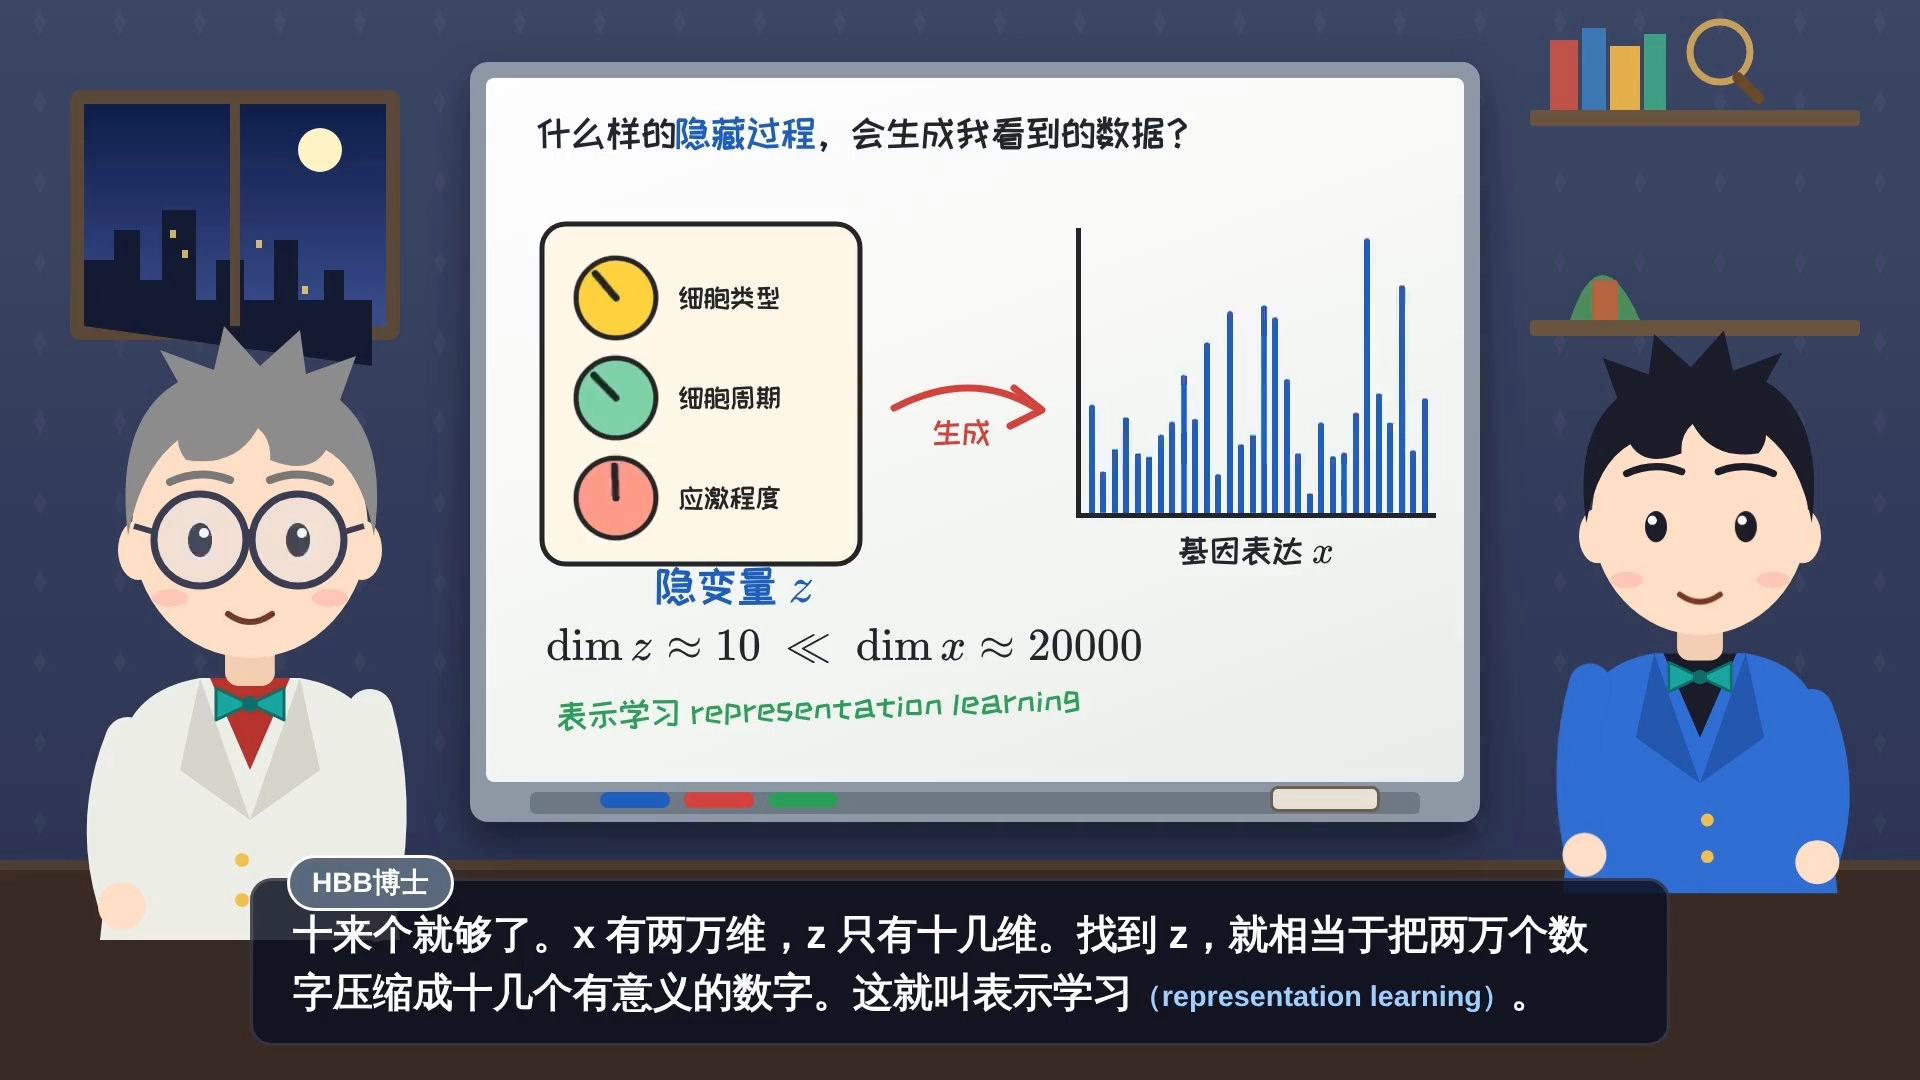 什么样的隐藏过程，会生成我看到的数据？
细胞类型
细胞周期
应激程度
生成
基因表达 x
隐变量 z
dim z ≈ 10 ≪ dim x ≈ 20000
表示学习 representation learning
HBB博士
十来个就够了。x 有两万维，z 只有十几维。找到 z，就相当于把两万个数
字压缩成十几个有意义的数字。这就叫表示学习（representation learning）。